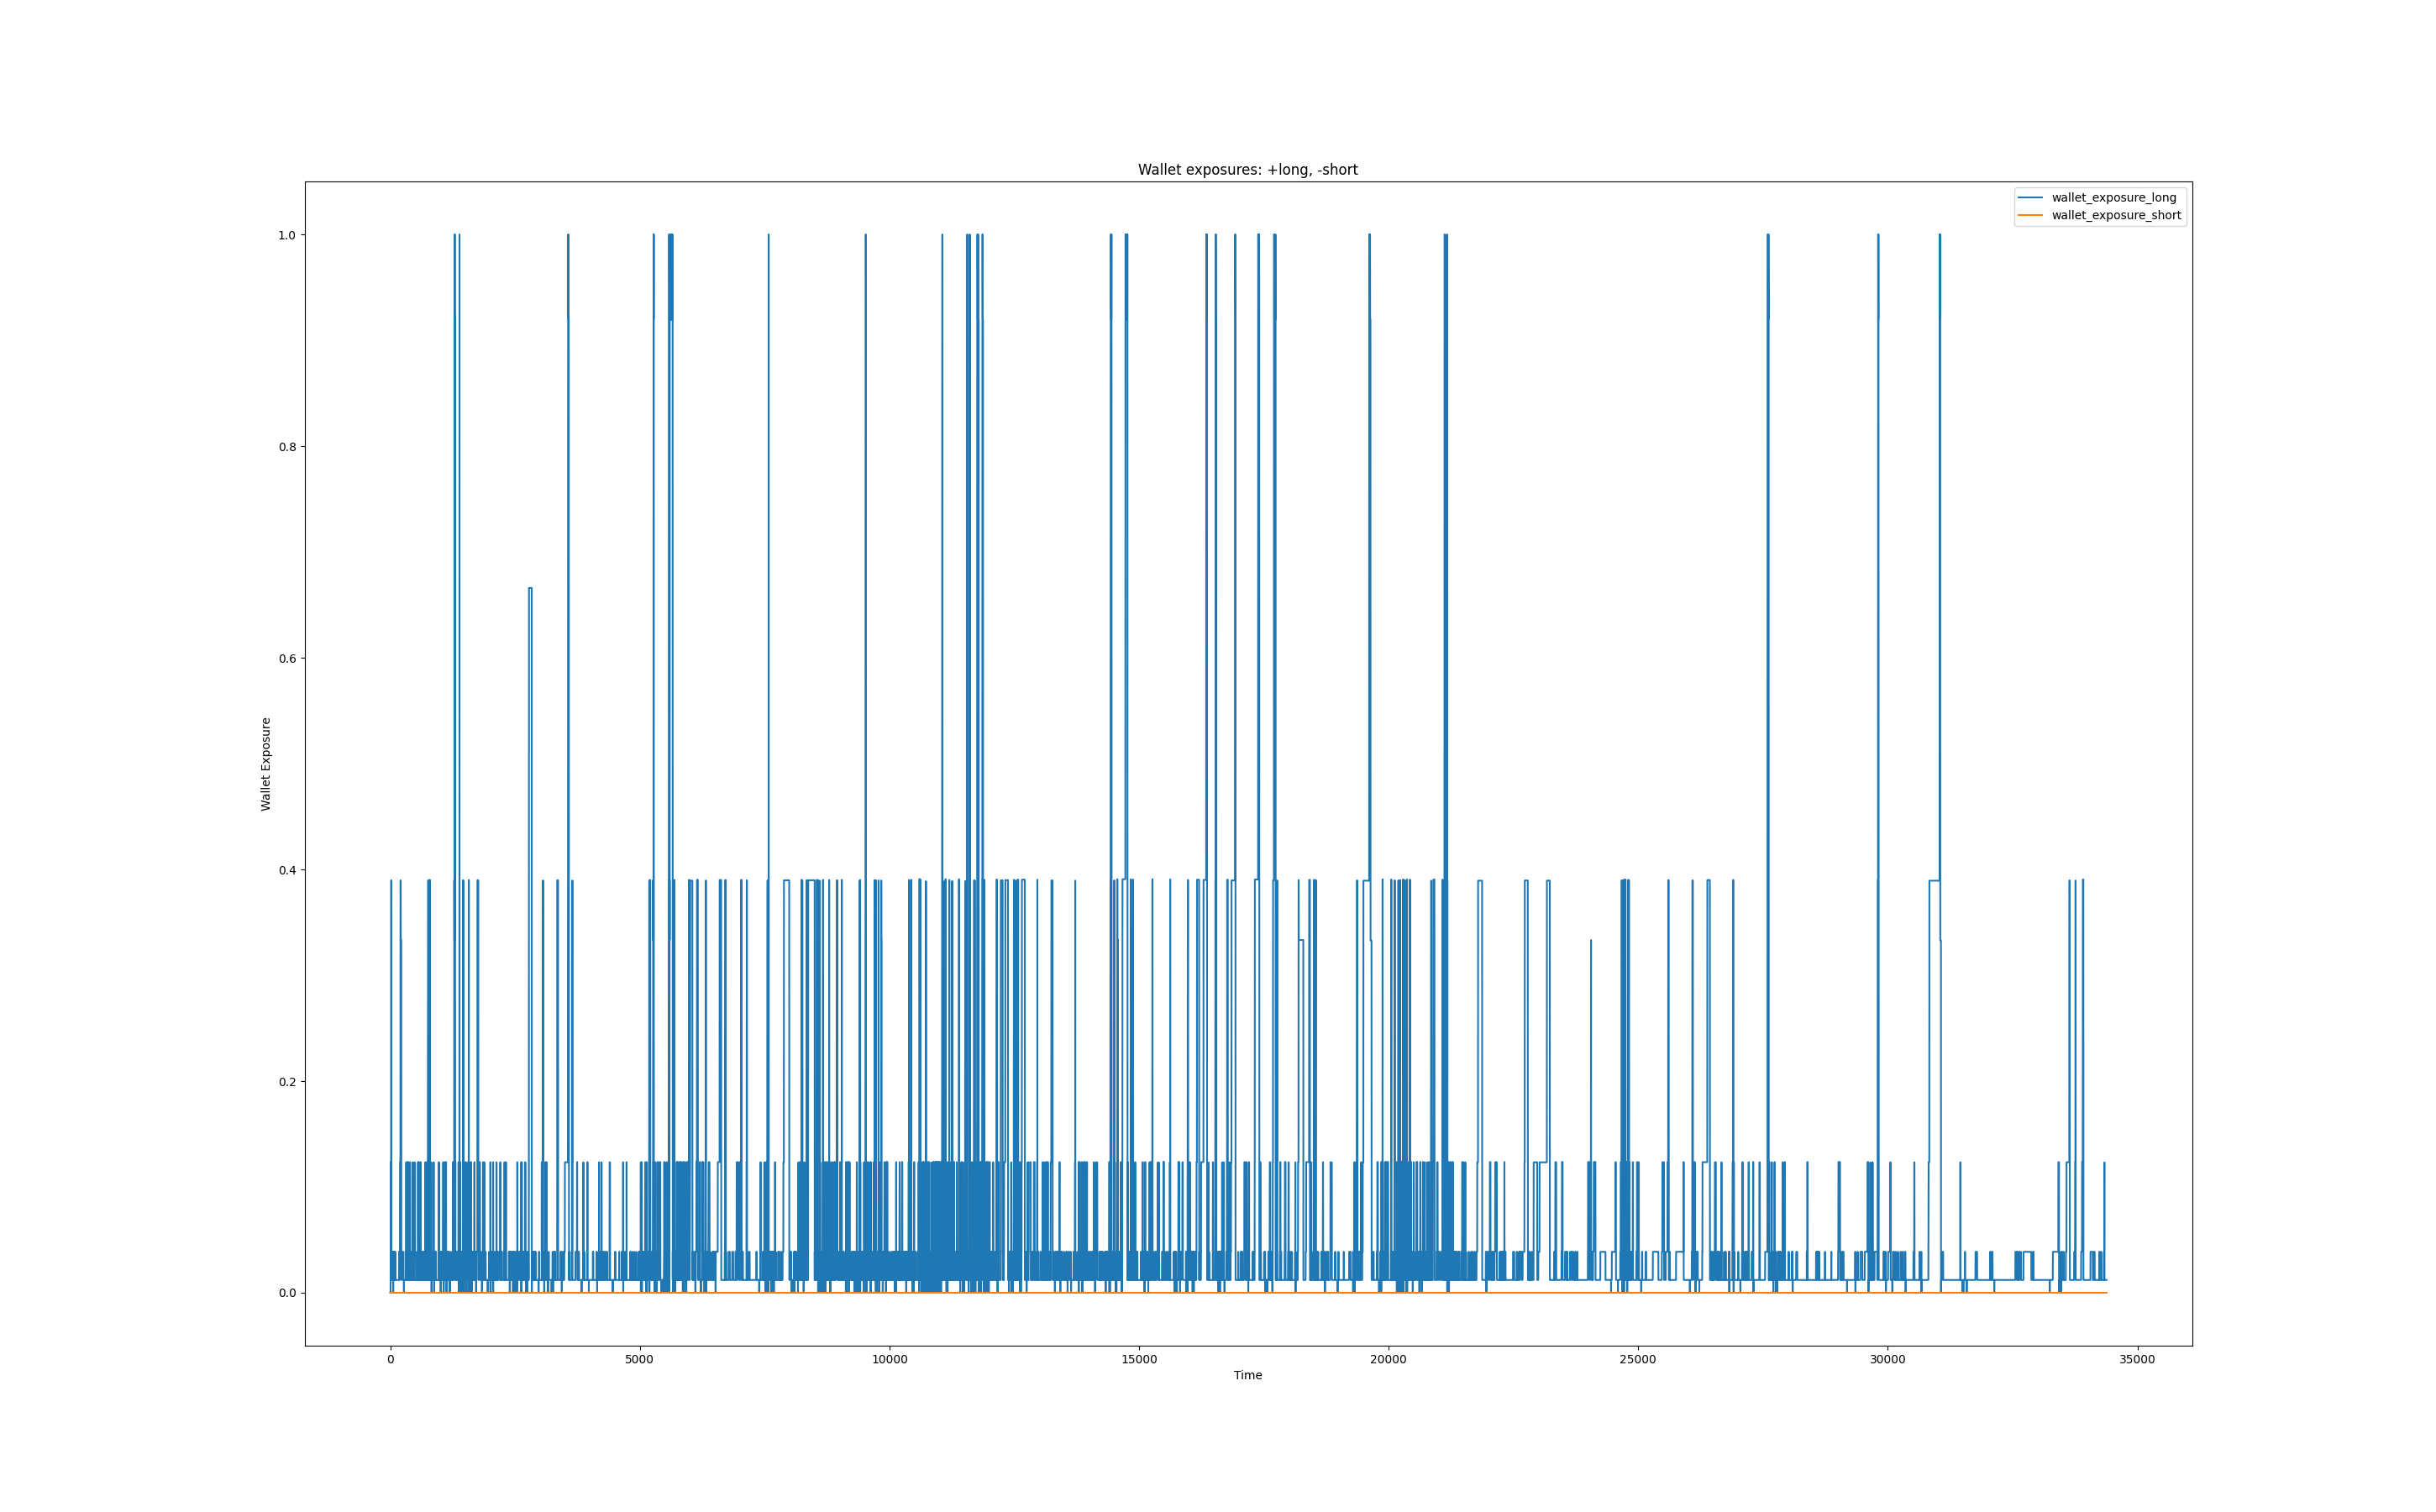 Wallet exposures: +long, -short
wallet_exposure_long
wallet_exposure_short
1.0
0.8
0.6
0.4
0.2
0.0
Wallet Exposure
0 5000 10000 15000 20000 25000 30000 35000
Time